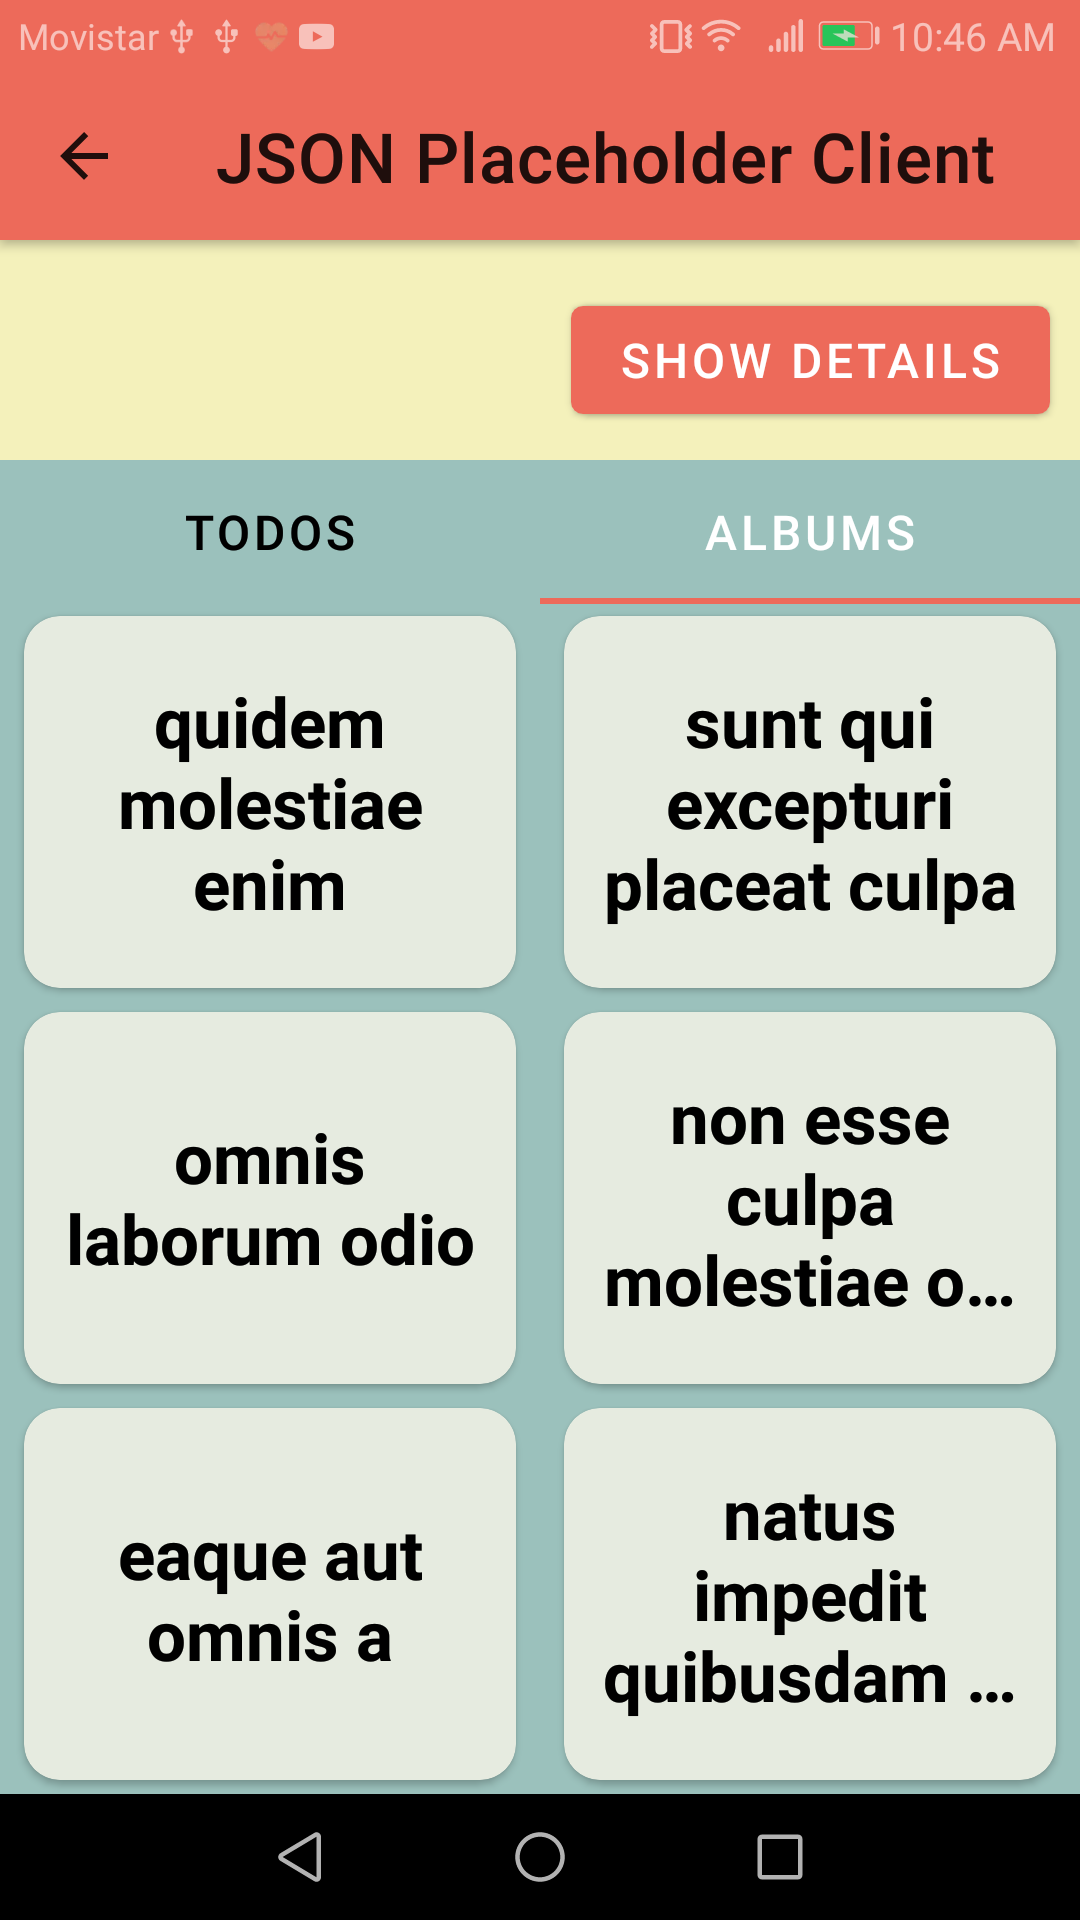 Movistar 10:46 AM
JSON Placeholder Client
SHOW DETAILS
TODOS ALBUMS
quidem
molestiae
enim
sunt qui
excepturi
placeat culpa
omnis
laborum odio
non esse
culpa
molestiae o...
eaque aut
omnis a
natus
impedit
quibusdam ...